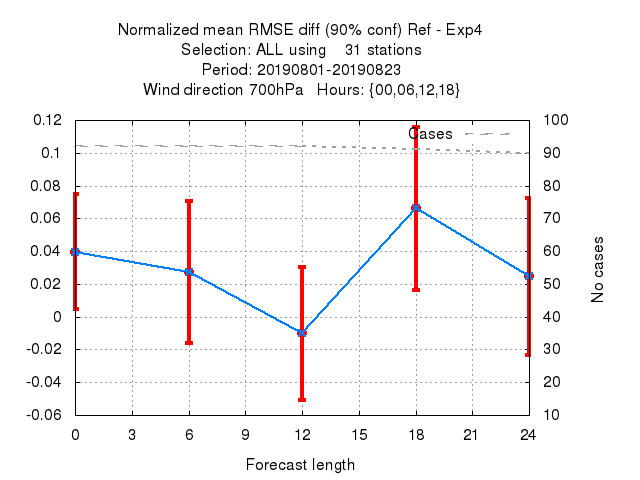 Normalized mean RMSE diff (90% conf) Ref - Exp4
Selection: ALL using    31 stations
Period: 20190801-20190823
Wind direction 700hPa   Hours: {00,06,12,18}
Cases
0.12
0.1
0.08
0.06
0.04
0.02
0
-0.02
-0.04
-0.06
100
90
80
70
60
50
40
30
20
10
No cases
0 3 6 9 12 15 18 21 24
Forecast length